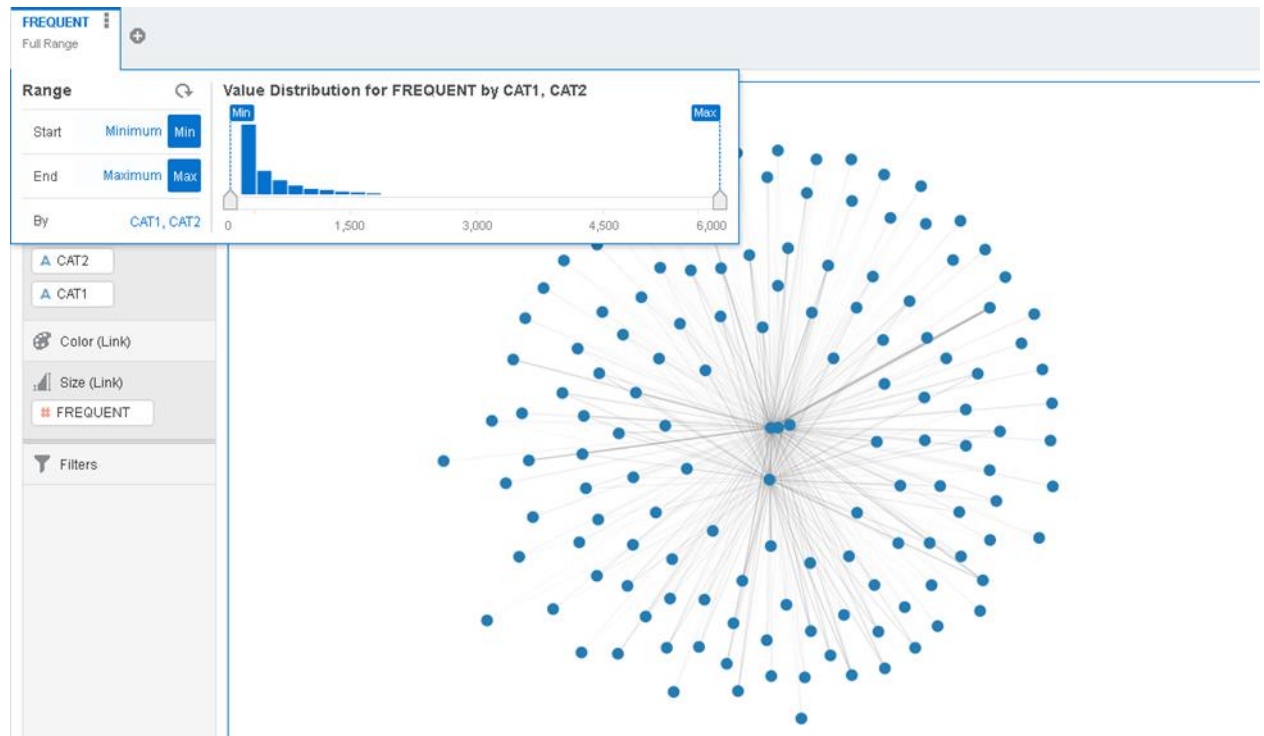 FREQUENT
Full Range
Range
Start Minimum Min
End Maximum Max
By CAT1, CAT2
Value Distribution for FREQUENT by CAT1, CAT2
Min Max
0 1,500 3,000 4,500 6,000
A CAT2
A CAT1
Color (Link)
Size (Link)
# FREQUENT
Filters